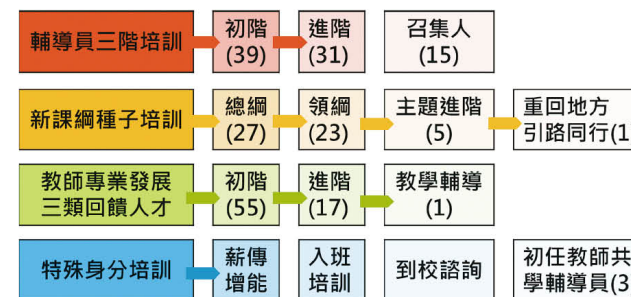 輔導員三階培訓
初階
(39)
進階
(31)
召集人
(15)
新課綱種子培訓
總綱
(27)
領綱
(23)
主題進階
(5)
重回地方
引路同行(1
教師專業發展
三類回饋人才
初階
(55)
進階
(17)
教學輔導
(1)
特殊身分培訓
薪傳
增能
入班
培訓
到校諮詢
初任教師共
學輔導員(3